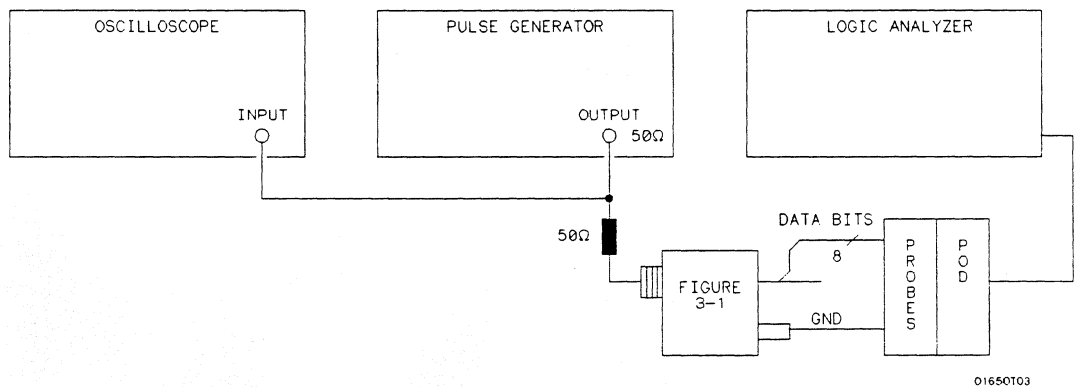 OSCILLOSCOPE
PULSE GENERATOR
LOGIC ANALYZER
INPUT
OUTPUT
50Ω
50Ω
DATA BITS
8
FIGURE
3-1
GND
PROBES
POD
01650T03